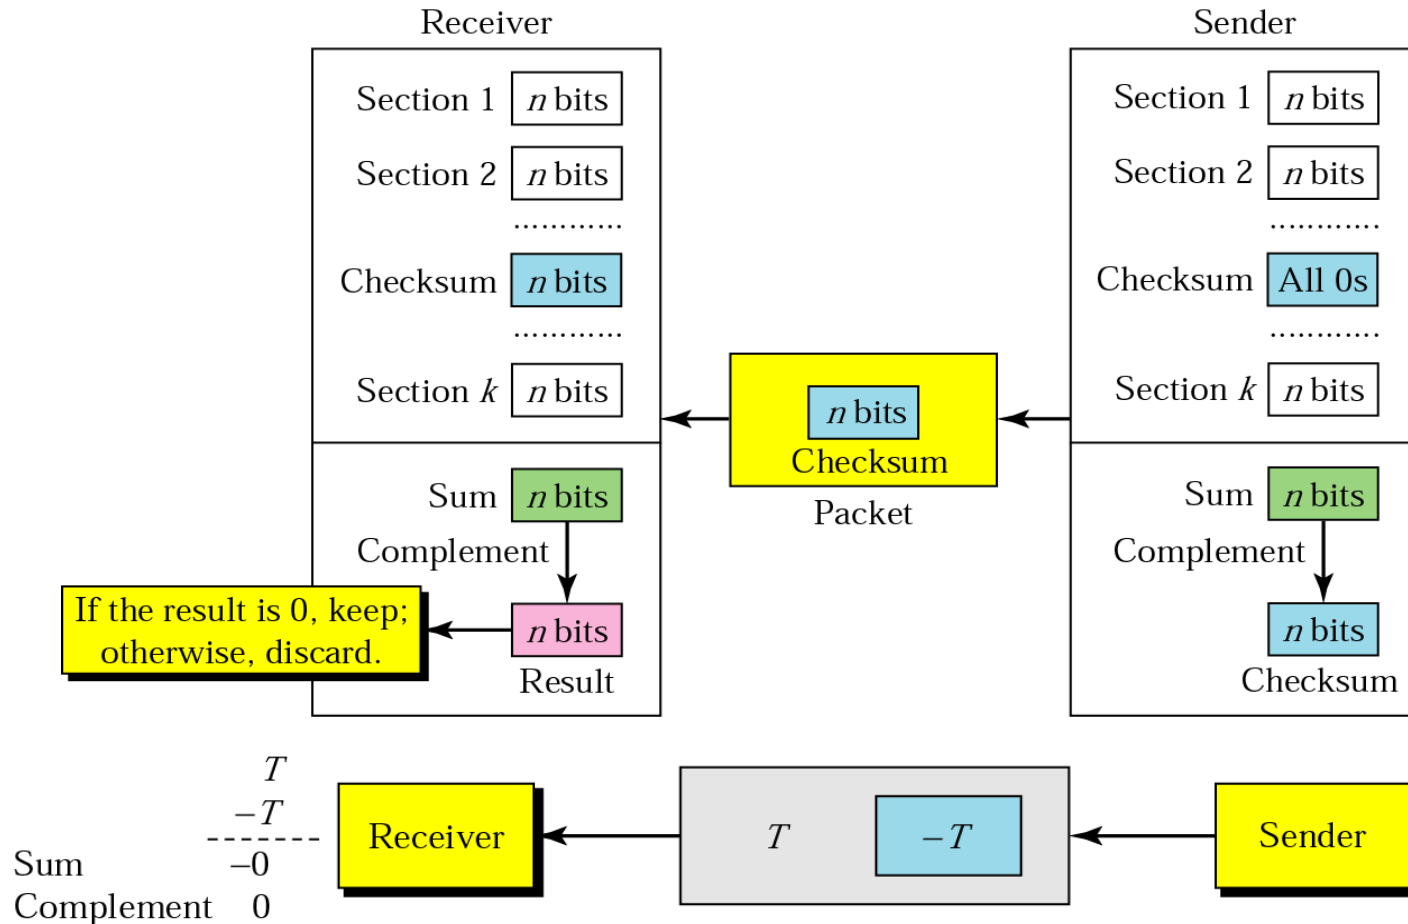 Receiver
Section 1 n bits
Section 2 n bits
............
Checksum n bits
............
Section k n bits
Sum n bits
Complement
n bits
Result
If the result is 0, keep;
otherwise, discard.
n bits
Checksum
Packet
Sender
Section 1 n bits
Section 2 n bits
............
Checksum All 0s
............
Section k n bits
Sum n bits
Complement
n bits
Checksum
T
−T
Sum −0
Complement 0
Receiver
T −T
Sender